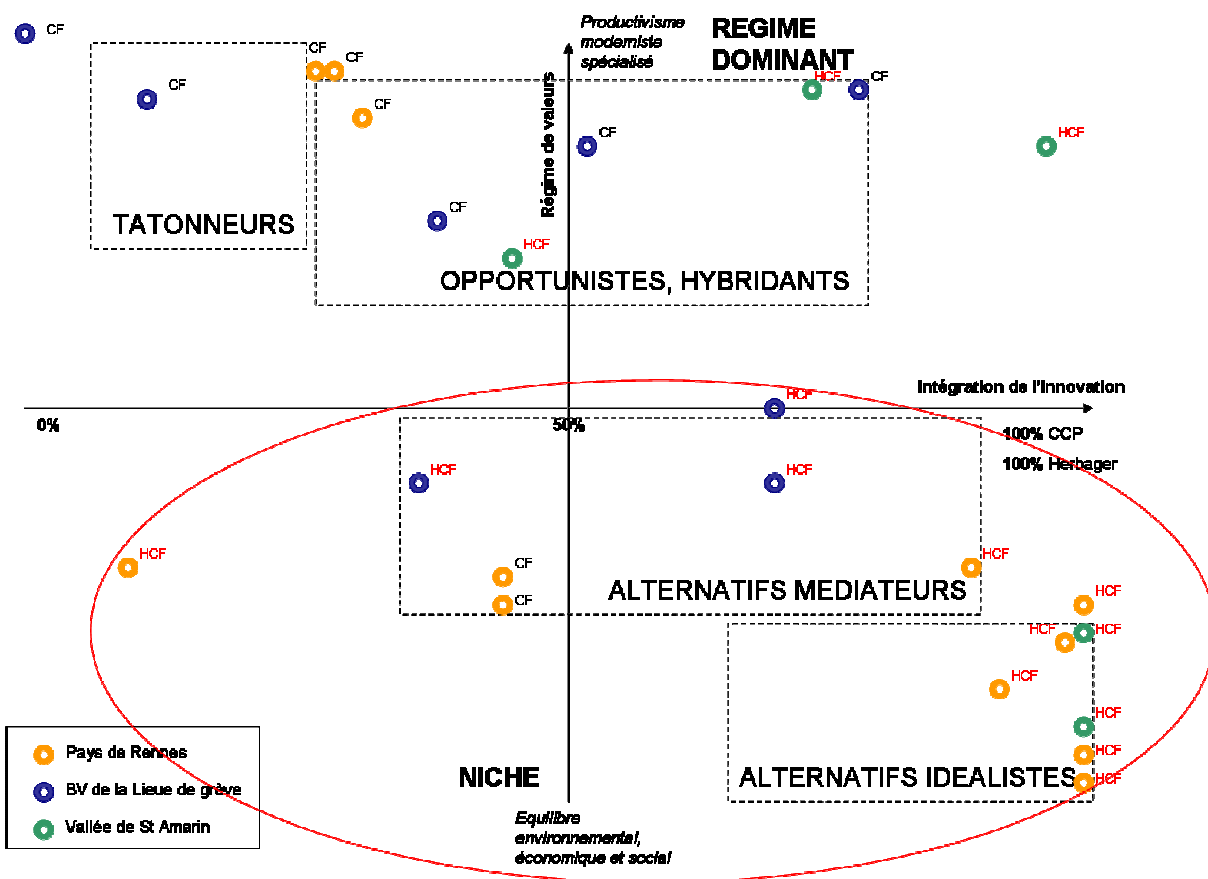 Productivisme
moderniste
spécialisé
REGIME
DOMINANT
CF
CF
CF
HCF
CF
CF
CF
HCF
CF
Régime de valeurs
CF
TATONNEURS
HCF
OPPORTUNISTES, HYBRIDANTS
Intégration de l'Innovation
HCF
0%
50%
100% CCP
100% Herbager
HCF
HCF
HCF
HCF
CF
CF
ALTERNATIFS MEDIATEURS
HCF
HCF
HCF
HCF
HCF
HCF
HCF
NICHE
ALTERNATIFS IDEALISTES
Pays de Rennes
BV de la Lieue de grève
Vallée de St Amarin
Equilibre
environnemental,
économique et social